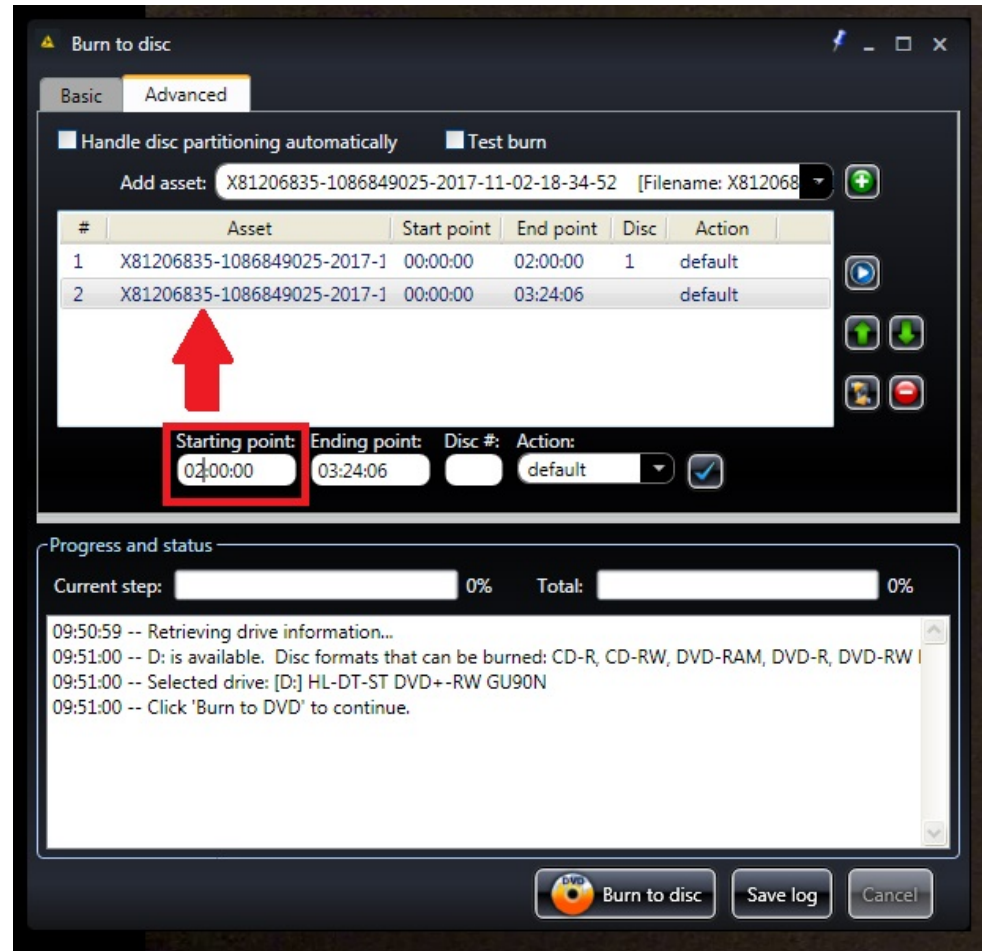 Burn to disc
Basic Advanced
Handle disc partitioning automatically Test burn
Add asset: X81206835-1086849025-2017-11-02-18-34-52 [Filename: X812068
# Asset Start point End point Disc Action
1 X81206835-1086849025-2017-1 00:00:00 02:00:00 1 default
2 X81206835-1086849025-2017-1 00:00:00 03:24:06 default
Starting point: Ending point: Disc #: Action:
02:00:00 03:24:06 default
Progress and status
Current step: 0% Total: 0%
09:50:59 -- Retrieving drive information...
09:51:00 -- D: is available. Disc formats that can be burned: CD-R, CD-RW, DVD-RAM, DVD-R, DVD-RW
09:51:00 -- Selected drive: [D:] HL-DT-ST DVD+-RW GU90N
09:51:00 -- Click 'Burn to DVD' to continue.
DVD Burn to disc Save log Cancel